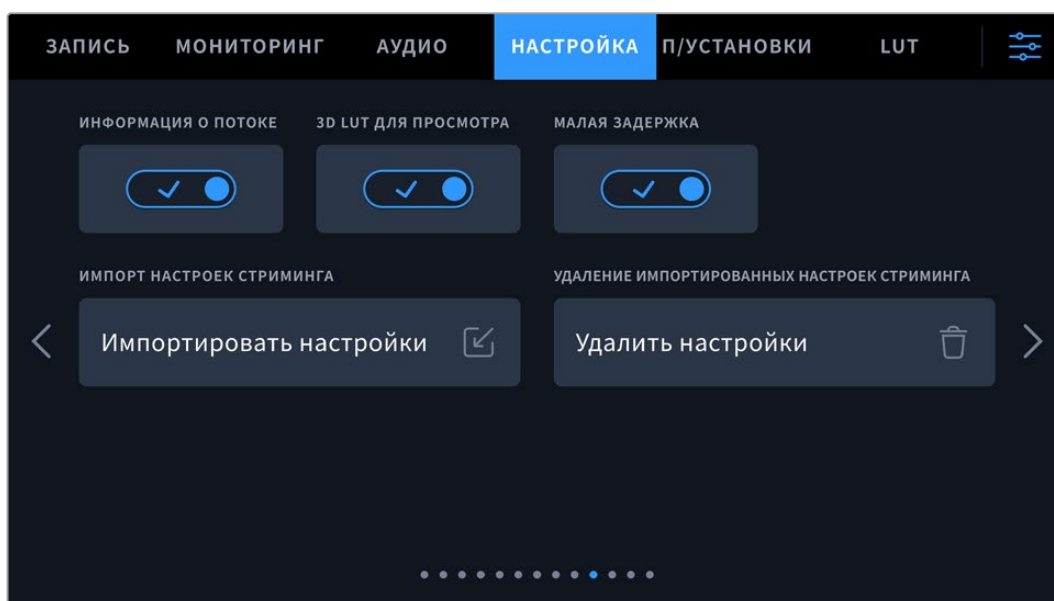 ЗАПИСЬ МОНИТОРИНГ АУДИО НАСТРОЙКА П/УСТАНОВКИ LUT
ИНФОРМАЦИЯ О ПОТОКЕ 3D LUT ДЛЯ ПРОСМОТРА МАЛАЯ ЗАДЕРЖКА
ИМПОРТ НАСТРОЕК СТРИМИНГА УДАЛЕНИЕ ИМПОРТИРОВАННЫХ НАСТРОЕК СТРИМИНГА
Импортировать настройки Удалить настройки